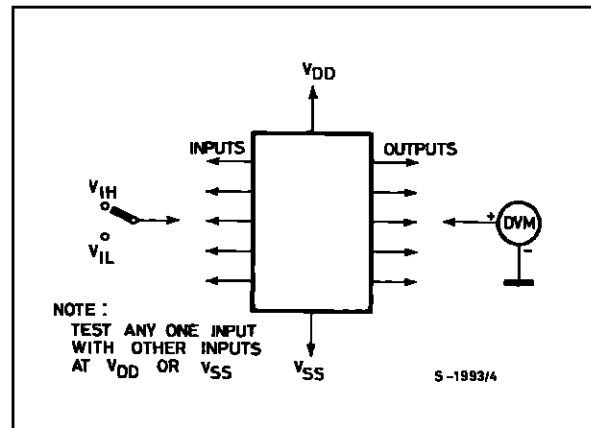 VDD
INPUTS OUTPUTS
VIH
VIL
+ DVM
-
NOTE :
TEST ANY ONE INPUT
WITH OTHER INPUTS
AT VDD OR VSS
VSS
S-1993/4